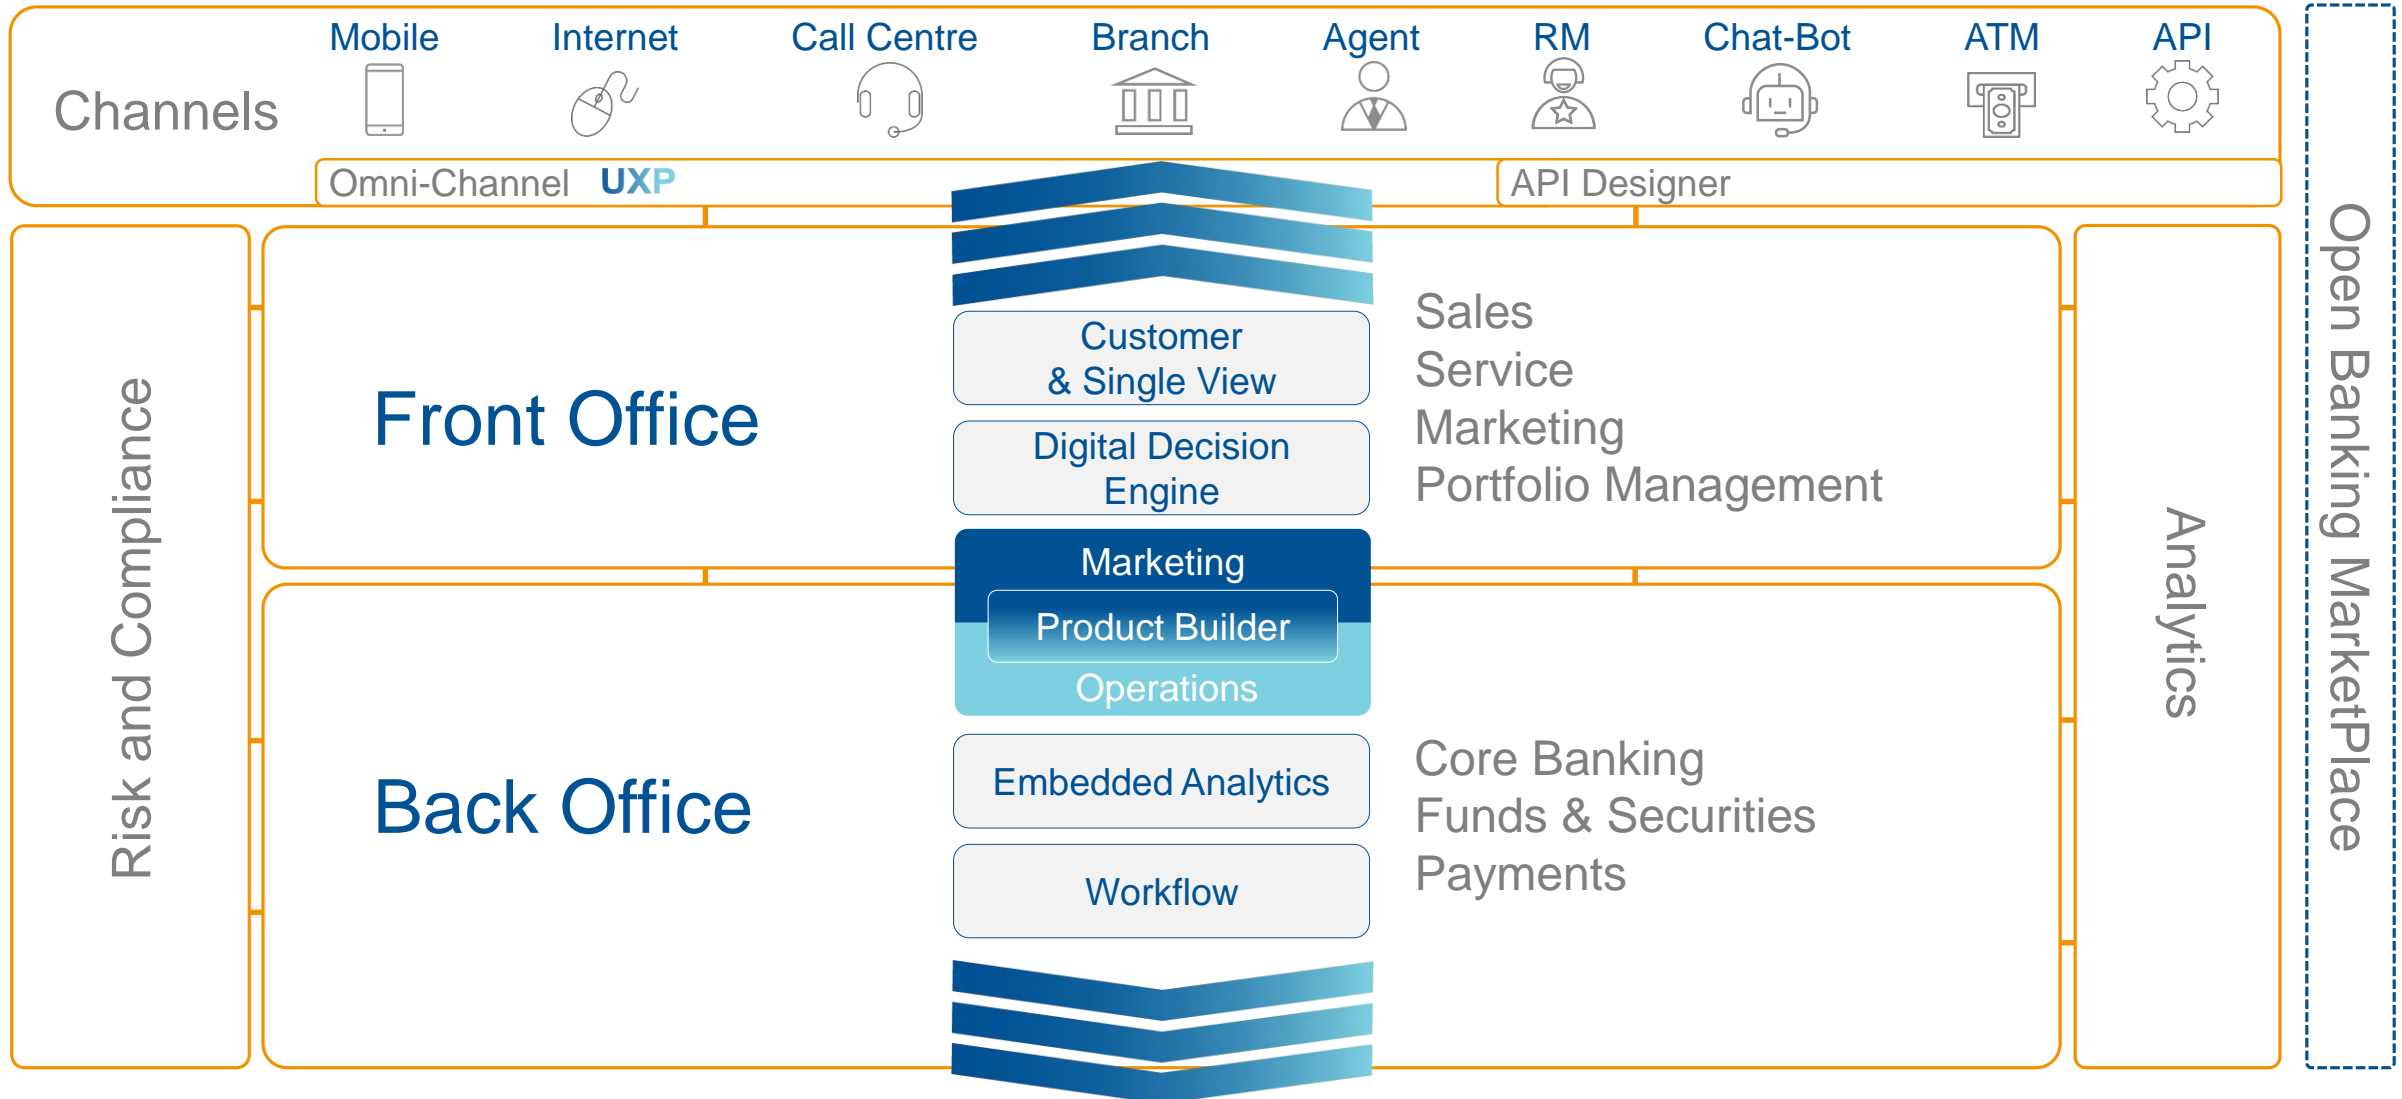 Mobile
Internet
Call Centre
Branch
Agent
RM
Chat-Bot
ATM
API
Channels
Omni-Channel UXP
API Designer
Risk and Compliance
Front Office
Customer
& Single View
Digital Decision
Engine
Sales
Service
Marketing
Portfolio Management
Marketing
Product Builder
Operations
Back Office
Embedded Analytics
Workflow
Core Banking
Funds & Securities
Payments
Analytics
Open Banking MarketPlace